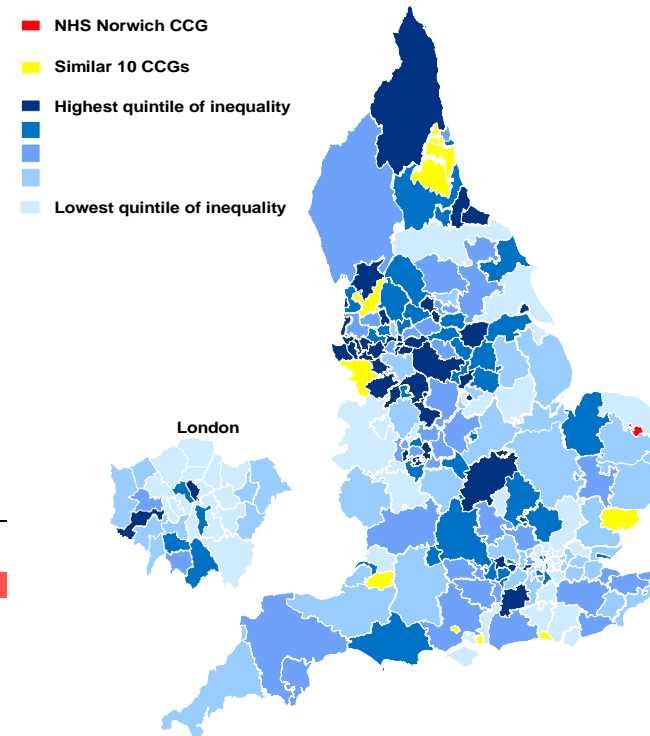 NHS Norwich CCG
Similar 10 CCGs
Highest quintile of inequality
Lowest quintile of inequality
London